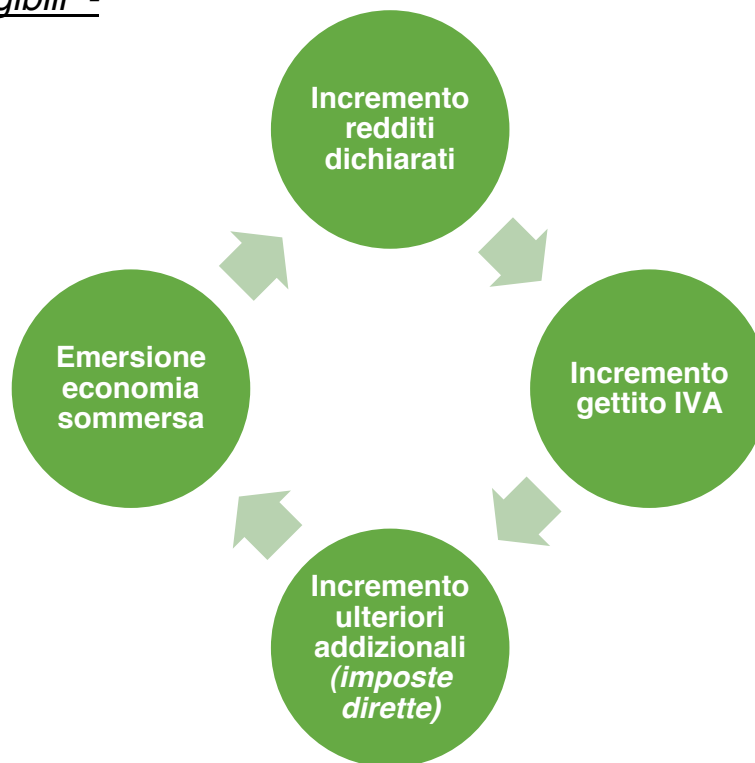 Incremento
redditi
dichiarati
Incremento
gettito IVA
Incremento
ulteriori
addizionali
(imposte
dirette)
Emersione
economia
sommersa